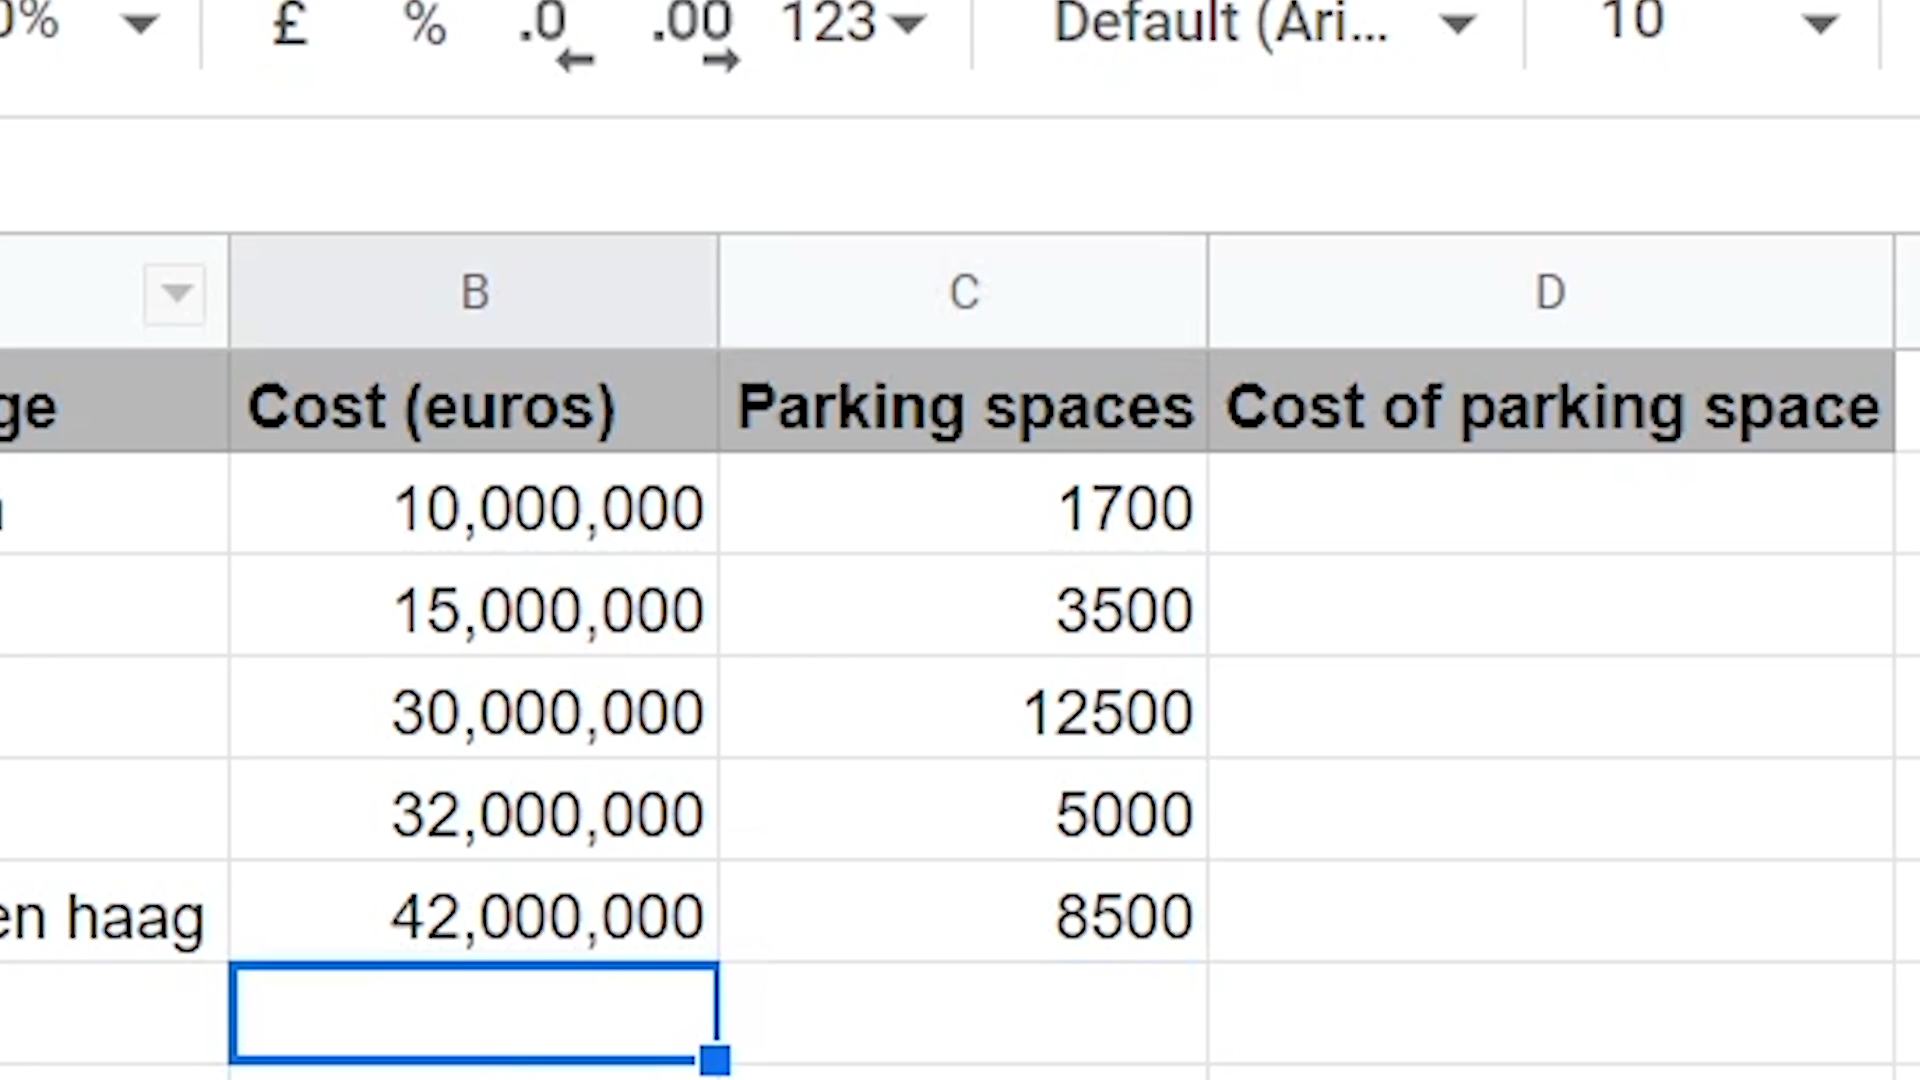 0% £ % .0 .00 123 Default (Ari... 10
B C D
ge Cost (euros) Parking spaces Cost of parking space
10,000,000 1700
15,000,000 3500
30,000,000 12500
32,000,000 5000
en haag 42,000,000 8500